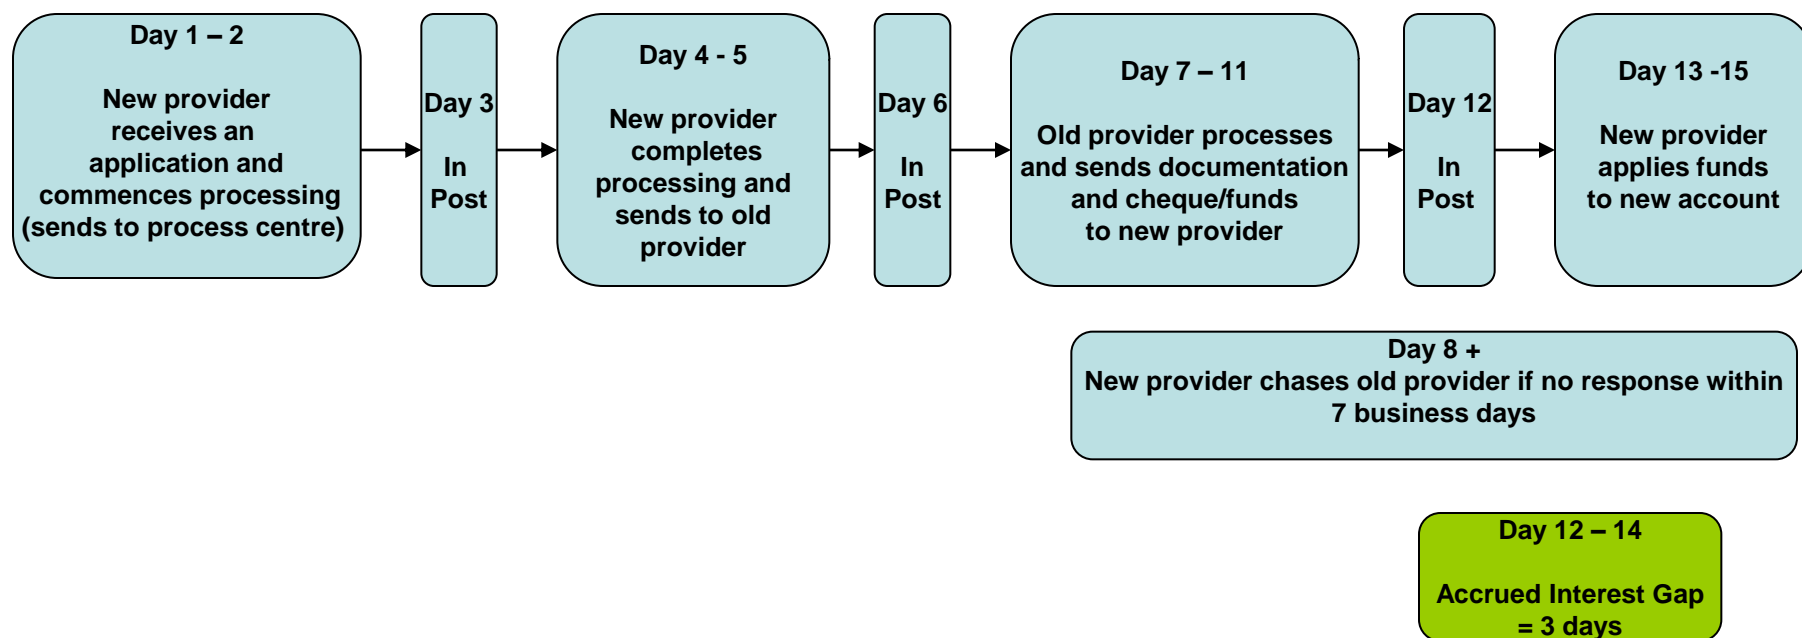 Day 1 – 2
New provider
receives an
application and
commences processing
(sends to process centre)
Day 3
In
Post
Day 4 - 5
New provider
completes
processing and
sends to old
provider
Day 6
In
Post
Day 7 – 11
Old provider processes
and sends documentation
and cheque/funds
to new provider
Day 12
In
Post
Day 13 -15
New provider
applies funds
to new account
Day 8 +
New provider chases old provider if no response within
7 business days
Day 12 – 14
Accrued Interest Gap
= 3 days